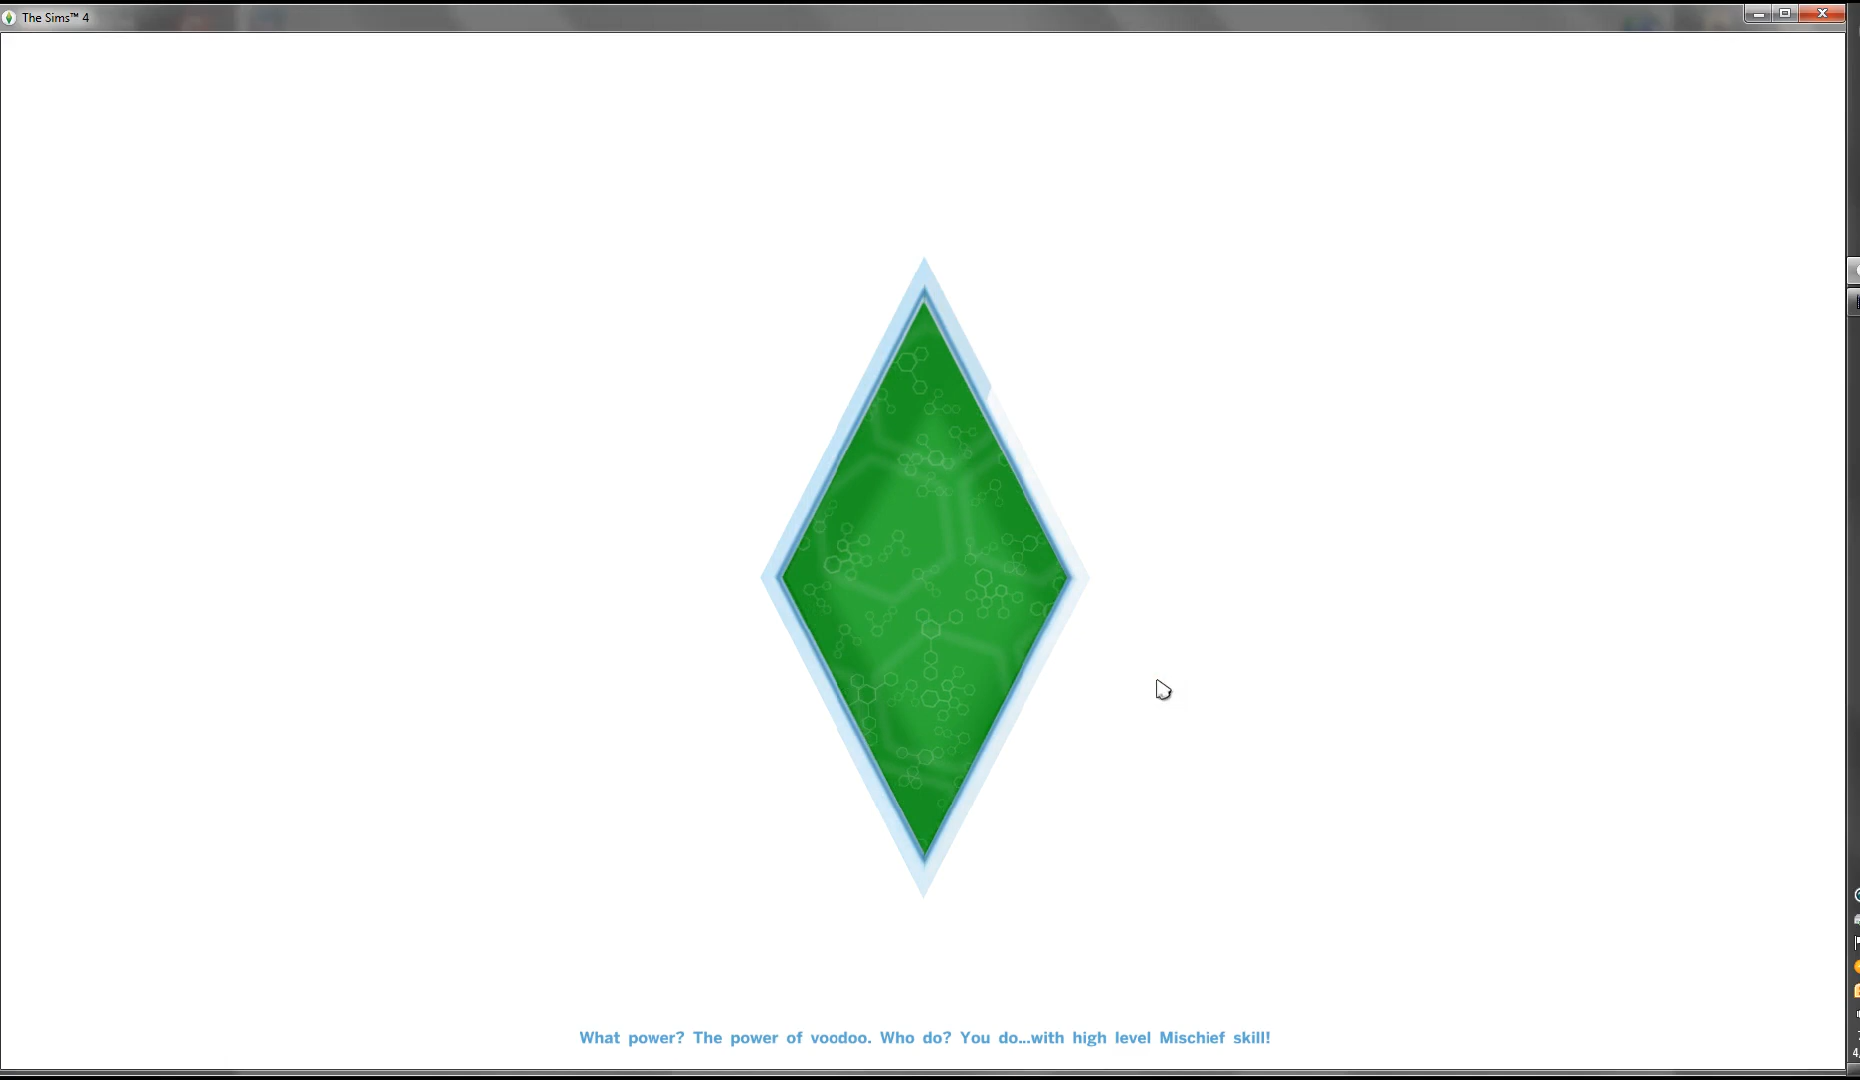 The Sims™ 4
What power? The power of voodoo. Who do? You do...with high level Mischief skill!